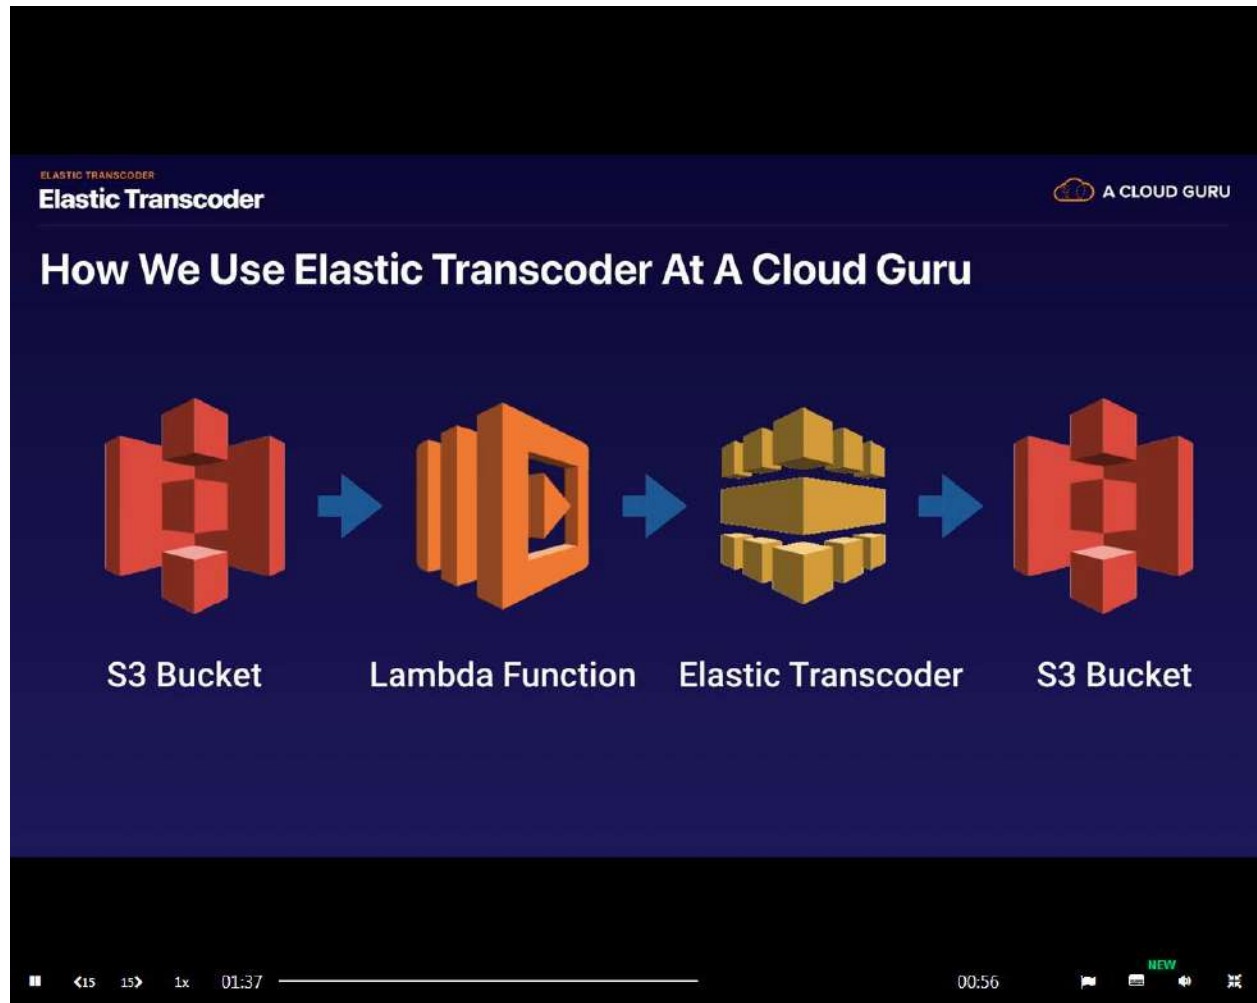 ELASTIC TRANSCODER
Elastic Transcoder
A CLOUD GURU
How We Use Elastic Transcoder At A Cloud Guru
S3 Bucket
Lambda Function
Elastic Transcoder
S3 Bucket
NEW
15
15
1x
01:37
00:56